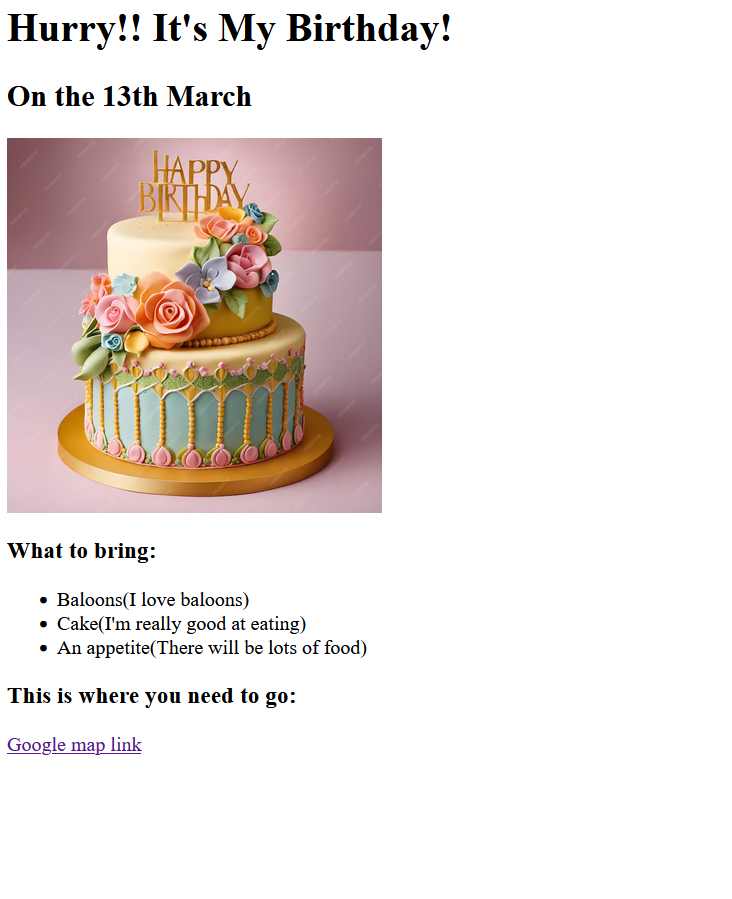 Hurry!! It's My Birthday!
On the 13th March
HAPPY
BIRTHDAY
What to bring:
Baloons(I love baloons)
Cake(I'm really good at eating)
An appetite(There will be lots of food)
This is where you need to go:
Google map link